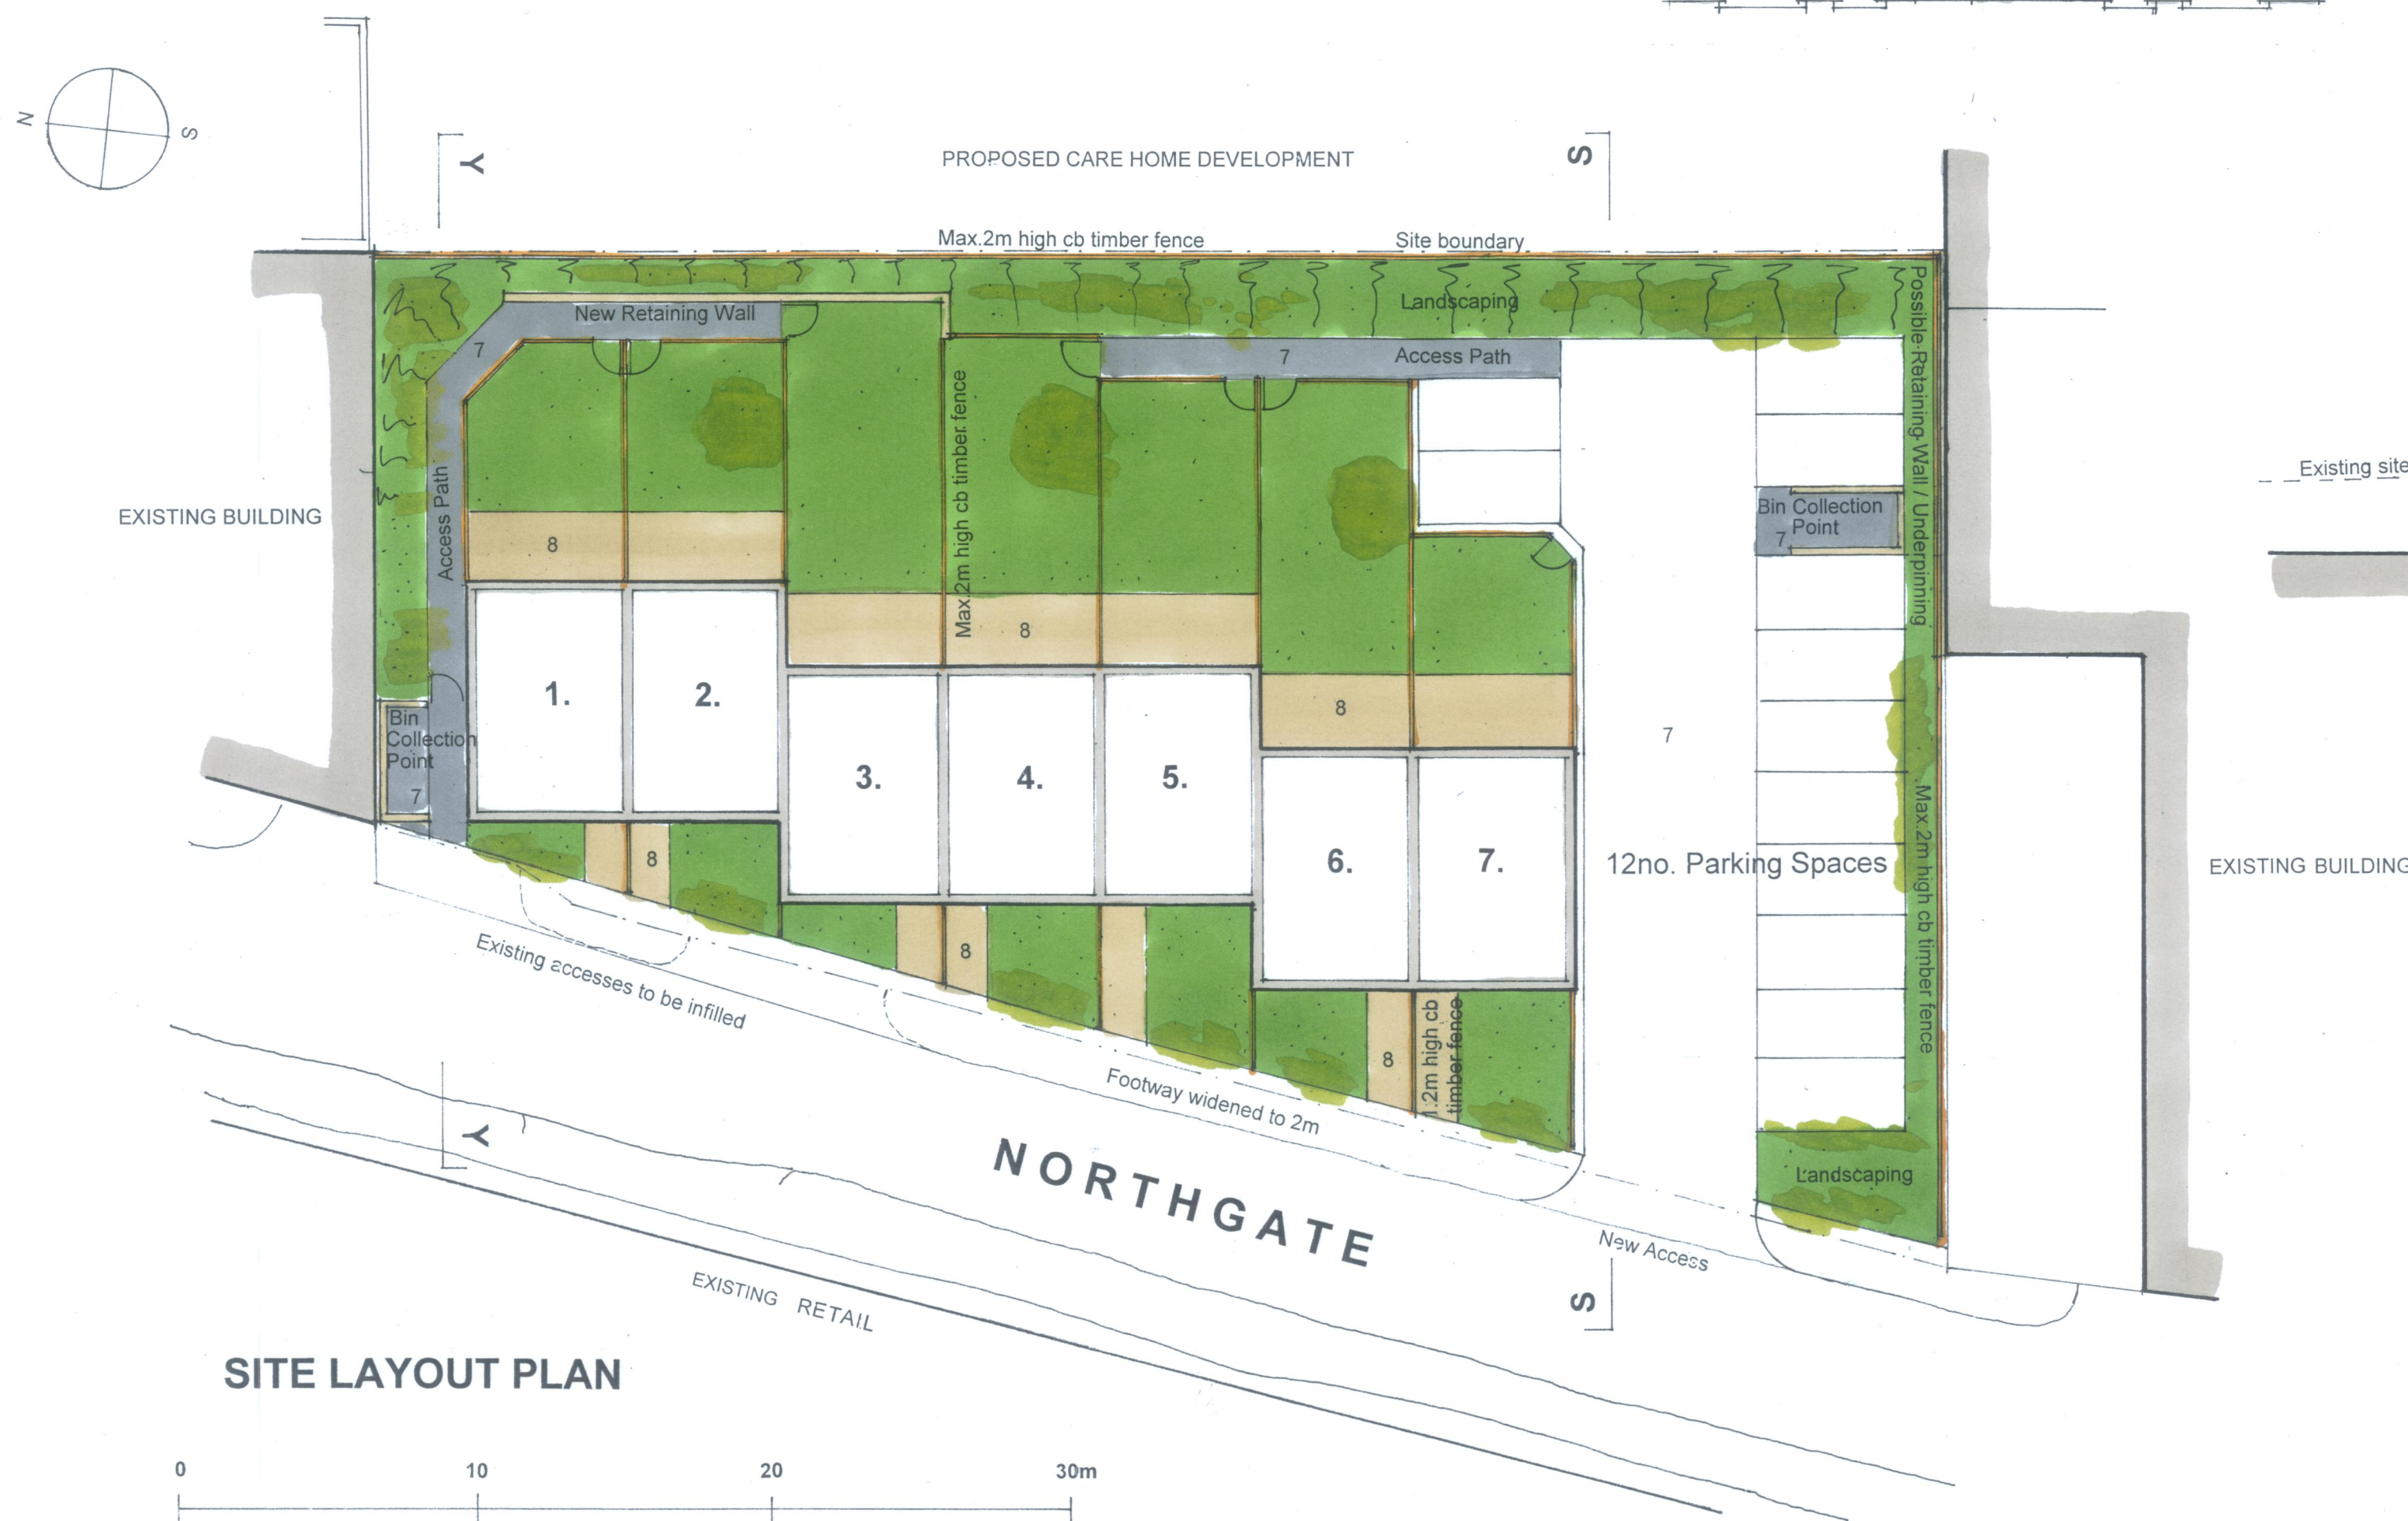 N
S
Y
S
PROPOSED CARE HOME DEVELOPMENT
Max.2m high cb timber fence
Site boundary
Landscaping
New Retaining Wall
7
7
Access Path
Possible Retaining Wall / Underpinning
Max.2m high cb timber fence
Access Path
Existing site
EXISTING BUILDING
8
Bin Collection
Point
7
8
1.
2.
8
Bin
Collection
Point
7
7
3.
4.
5.
6.
7.
12no. Parking Spaces
EXISTING BUILDING
Max.2m high cb timber fence
8
8
8
1.2m high cb
timber fence
Existing accesses to be infilled
Footway widened to 2m
Y
NORTHGATE
Landscaping
New Access
S
EXISTING RETAIL
SITE LAYOUT PLAN
0
10
20
30m